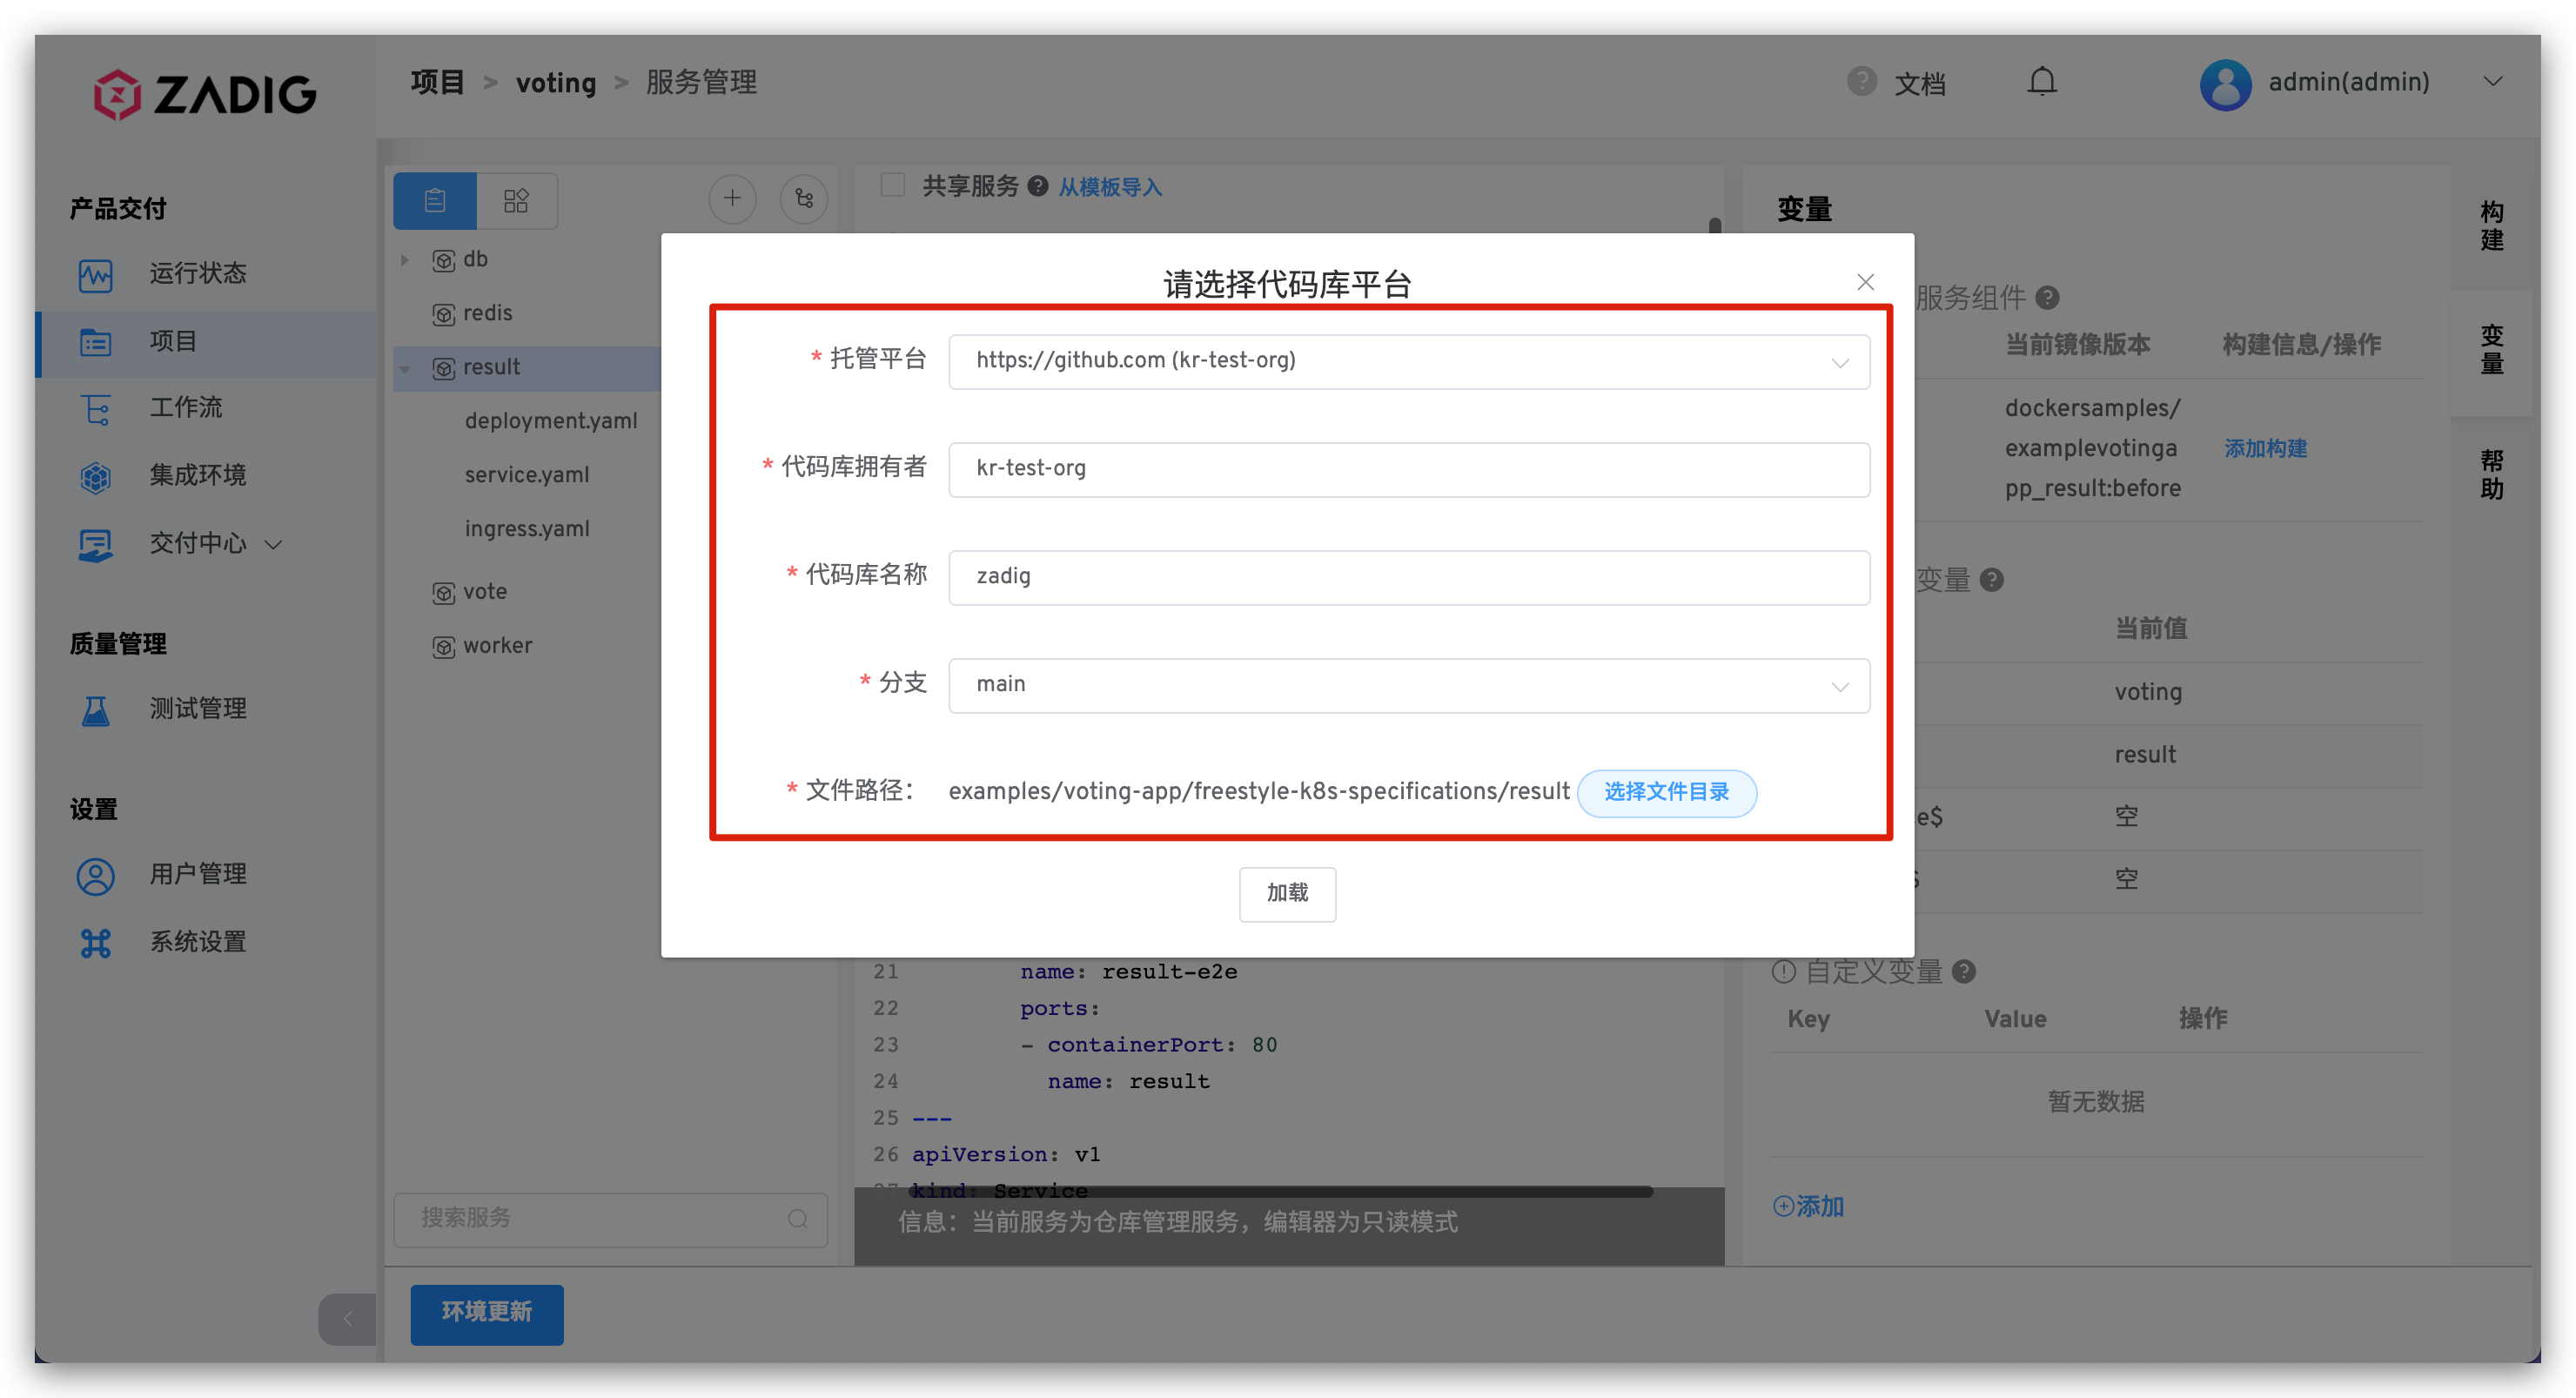 ZADIG
项目 > voting > 服务管理
文档
admin(admin)
产品交付
运行状态
项目
工作流
集成环境
交付中心
质量管理
测试管理
设置
用户管理
系统设置
db
redis
result
deployment.yaml
service.yaml
ingress.yaml
vote
worker
搜索服务
环境更新
共享服务 从模板导入
请选择代码库平台
* 托管平台 https://github.com (kr-test-org)
* 代码库拥有者 kr-test-org
* 代码库名称 zadig
* 分支 main
* 文件路径： examples/voting-app/freestyle-k8s-specifications/result 选择文件目录
加载
21 name: result-e2e
22 ports:
23 - containerPort: 80
24 name: result
25 ---
26 apiVersion: v1
27 kind: Service
信息：当前服务为仓库管理服务，编辑器为只读模式
变量
服务组件
当前镜像版本 构建信息/操作
dockersamples/
examplevotinga
pp_result:before
添加构建
变量
当前值
voting
result
e$ 空
空
自定义变量
Key Value 操作
暂无数据
添加
构建
变量
帮助